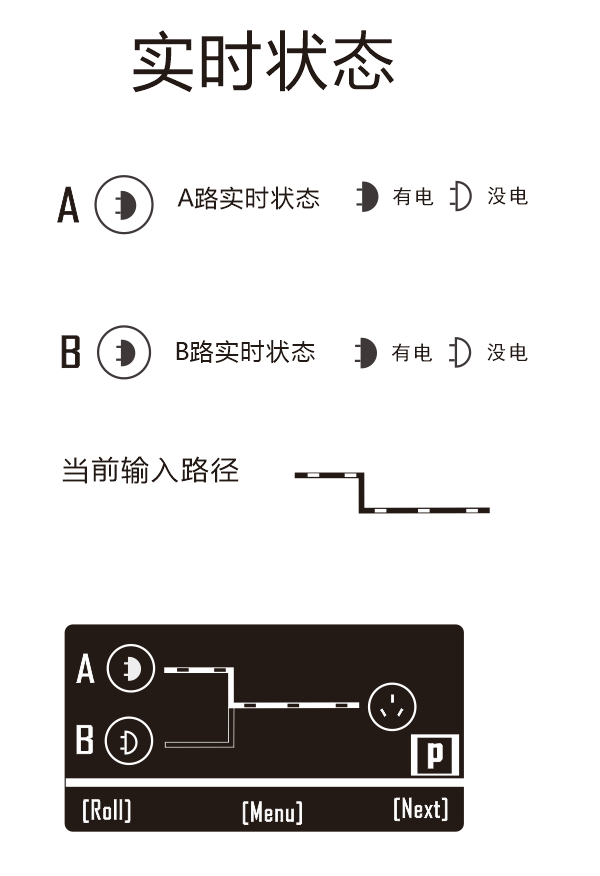 实时状态
A A路实时状态 有电 没电
B B路实时状态 有电 没电
当前输入路径
A
B
P
[Roll] [Menu] [Next]